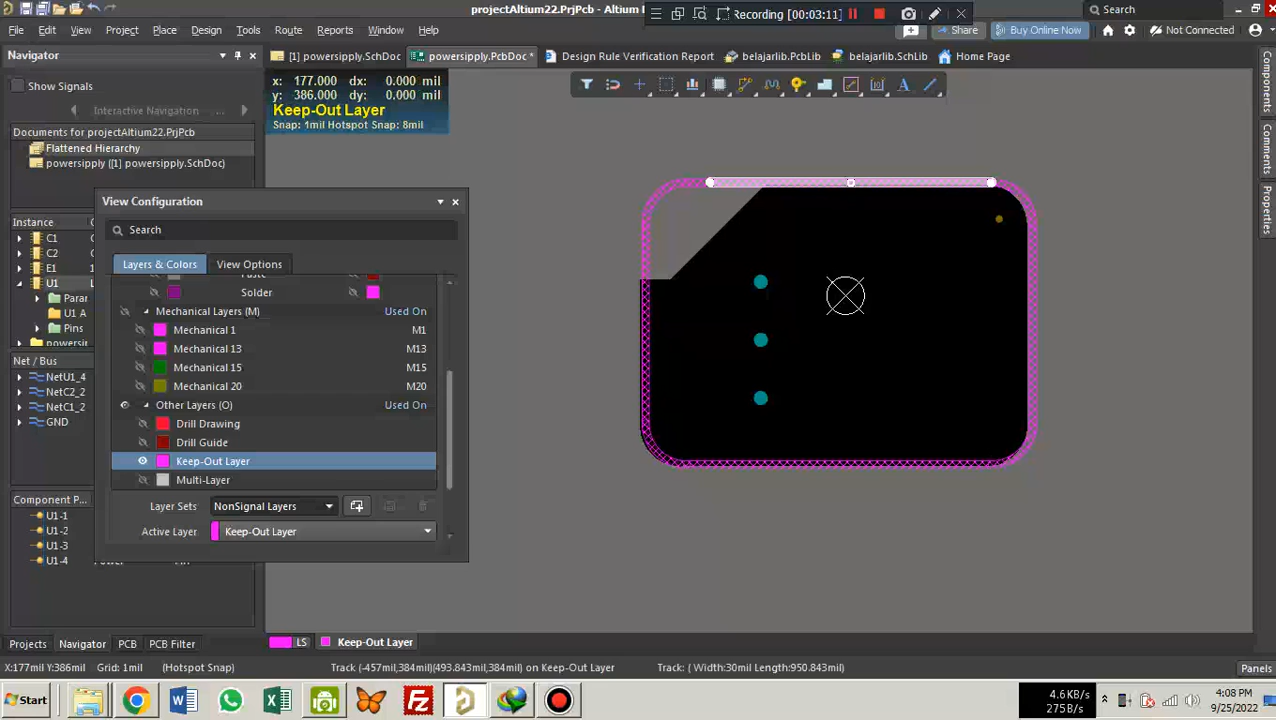 projectAltium22.PrjPcb
Recording [00:03:11]
Search
File Edit View Project Place Design Tools Route Reports Window Help
Share
Buy Online Now
Not Connected
Navigator
[1] powersipply.SchDoc
powersipply.PcbDoc *
Design Rule Verification Report
belajarlib.PcbLib
belajarlib.SchLib
Home Page
Show Signals
Interactive Navigation ...
Documents for projectAltium22.PrjPcb
Flattened Hierarchy
powersipply ([1] powersipply.SchDoc)
x: 177.000 dx: 0.000 mil
y: 386.000 dy: 0.000 mil
Keep-Out Layer
Snap: 1mil Hotspot Snap: 8mil
Components
Comments
Properties
View Configuration
Search
Layers & Colors
View Options
Paste
Solder
Mechanical Layers (M) Used On
Mechanical 1 M1
Mechanical 13 M13
Mechanical 15 M15
Mechanical 20 M20
Other Layers (O) Used On
Drill Drawing
Drill Guide
Keep-Out Layer
Multi-Layer
Layer Sets NonSignal Layers
Active Layer Keep-Out Layer
Instance
C1
C2
E1
U1
Para
U1 A
Pins
Net / Bus
NetU1_4
NetC2_2
NetC1_2
GND
Component P...
U1-1
U1-2
U1-3
U1-4
Projects Navigator PCB PCB Filter
LS
Keep-Out Layer
X:177mil Y:386mil Grid: 1mil (Hotspot Snap)
Track (-457mil,384mil)(493.843mil,384mil) on Keep-Out Layer
Track: ( Width:30mil Length:950.843mil)
Panels
Start
4.6KB/s
275B/s
4:08 PM
9/25/2022